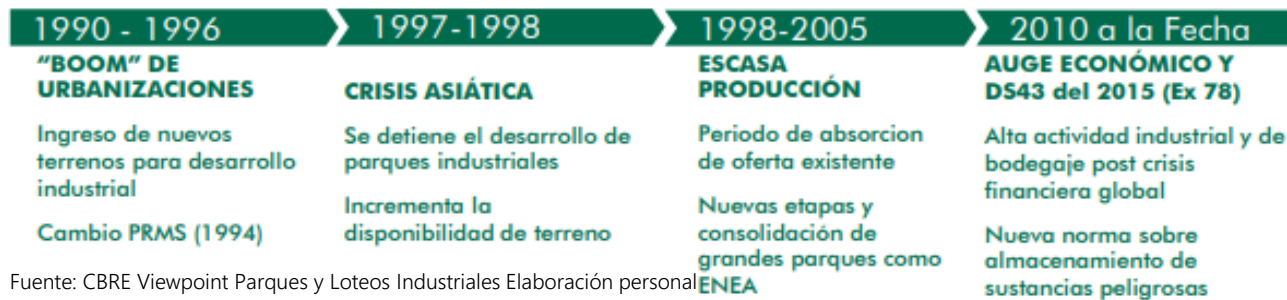 1990 - 1996
"BOOM" DE
URBANIZACIONES
Ingreso de nuevos
terrenos para desarrollo
industrial
Cambio PRMS (1994)
1997-1998
CRISIS ASIÁTICA
Se detiene el desarrollo de
parques industriales
Incrementa la
disponibilidad de terreno
1998-2005
ESCASA
PRODUCCIÓN
Periodo de absorcion
de oferta existente
Nuevas etapas y
consolidación de
grandes parques como
ENEA
2010 a la Fecha
AUGE ECONÓMICO Y
DS43 del 2015 (Ex 78)
Alta actividad industrial y de
bodegaje post crisis
financiera global
Nueva norma sobre
almacenamiento de
sustancias peligrosas
Fuente: CBRE Viewpoint Parques y Loteos Industriales Elaboración personal